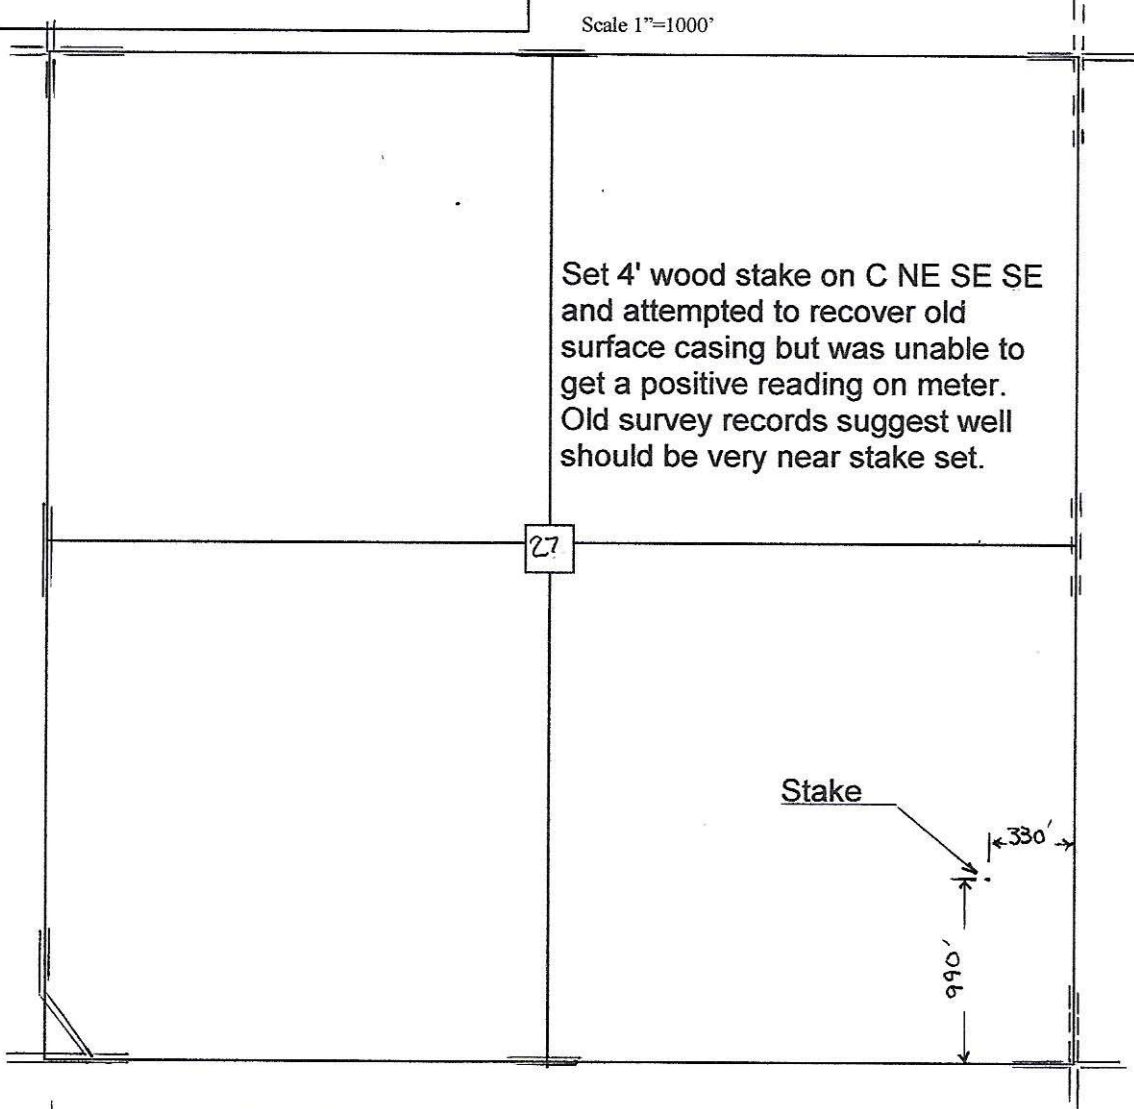 Scale 1”=1000’
Set 4' wood stake on C NE SE SE
and attempted to recover old
surface casing but was unable to
get a positive reading on meter.
Old survey records suggest well
should be very near stake set.
27
Stake
330'
990'